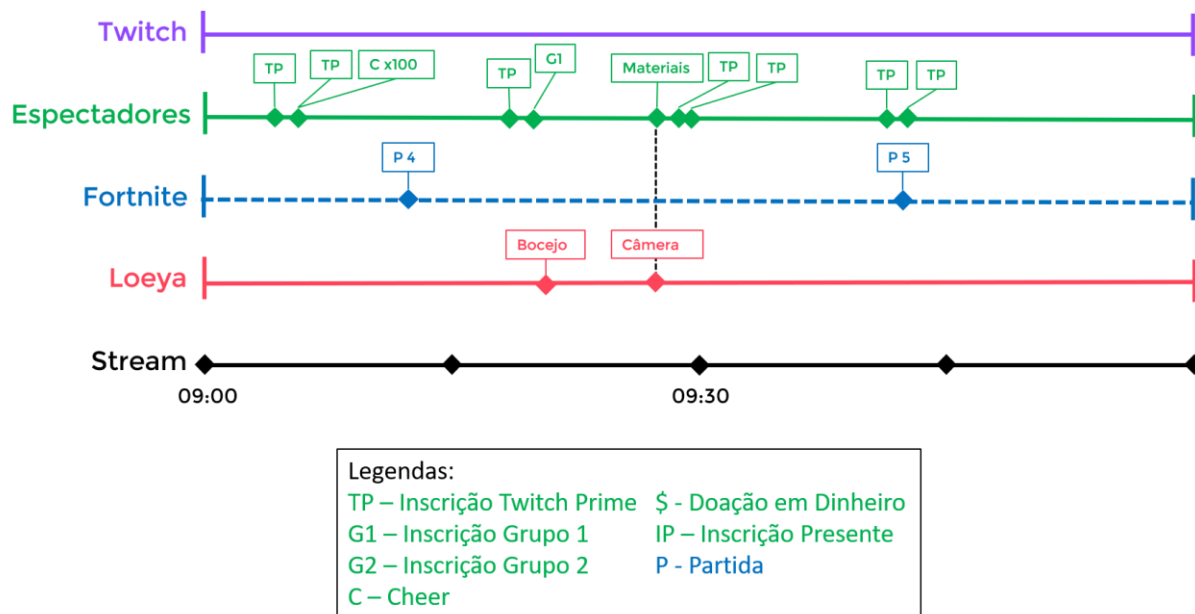 Twitch
TP
TP
C x100
TP
G1
Materiais
TP
TP
TP
TP
Espectadores
P 4
P 5
Fortnite
Bocejo
Câmera
Loeya
Stream
09:00
09:30
Legendas:
TP – Inscrição Twitch Prime
$ - Doação em Dinheiro
G1 – Inscrição Grupo 1
IP – Inscrição Presente
G2 – Inscrição Grupo 2
P - Partida
C – Cheer